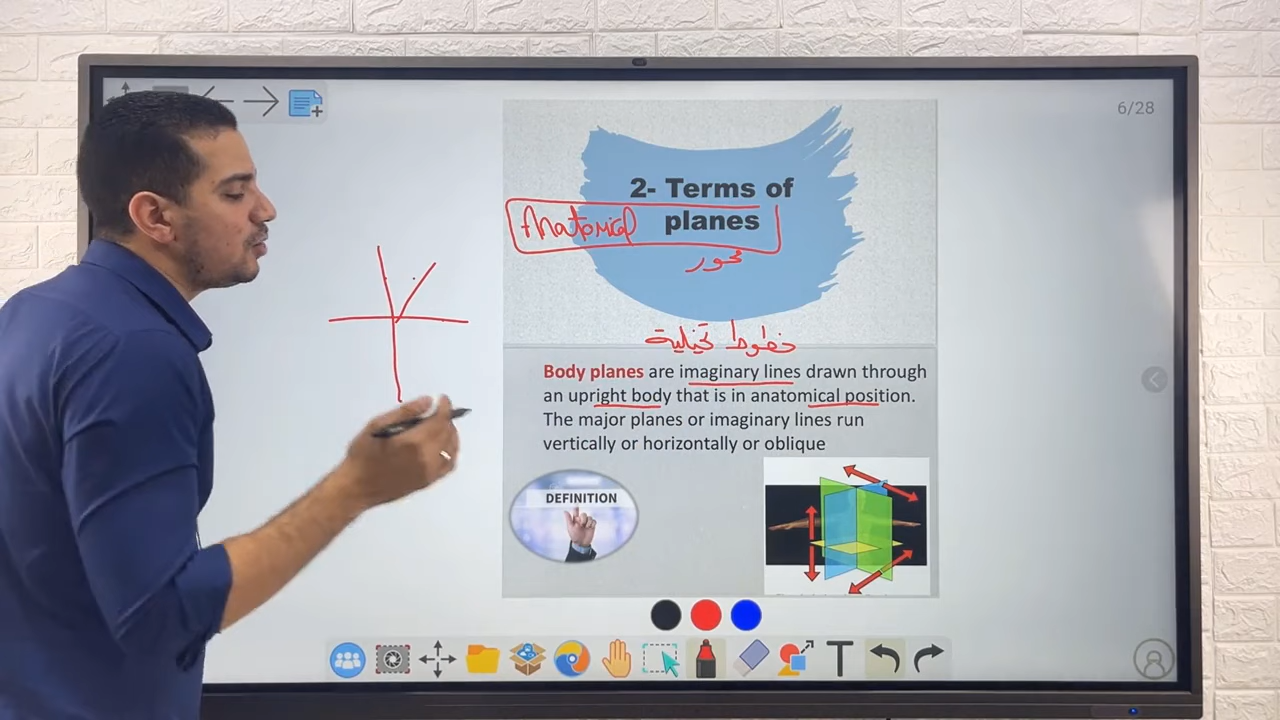 6/28
2- Terms of
Anatomical planes
محور
خطوط تخيلية
Body planes are imaginary lines drawn through
an upright body that is in anatomical position.
The major planes or imaginary lines run
vertically or horizontally or oblique
DEFINITION
T